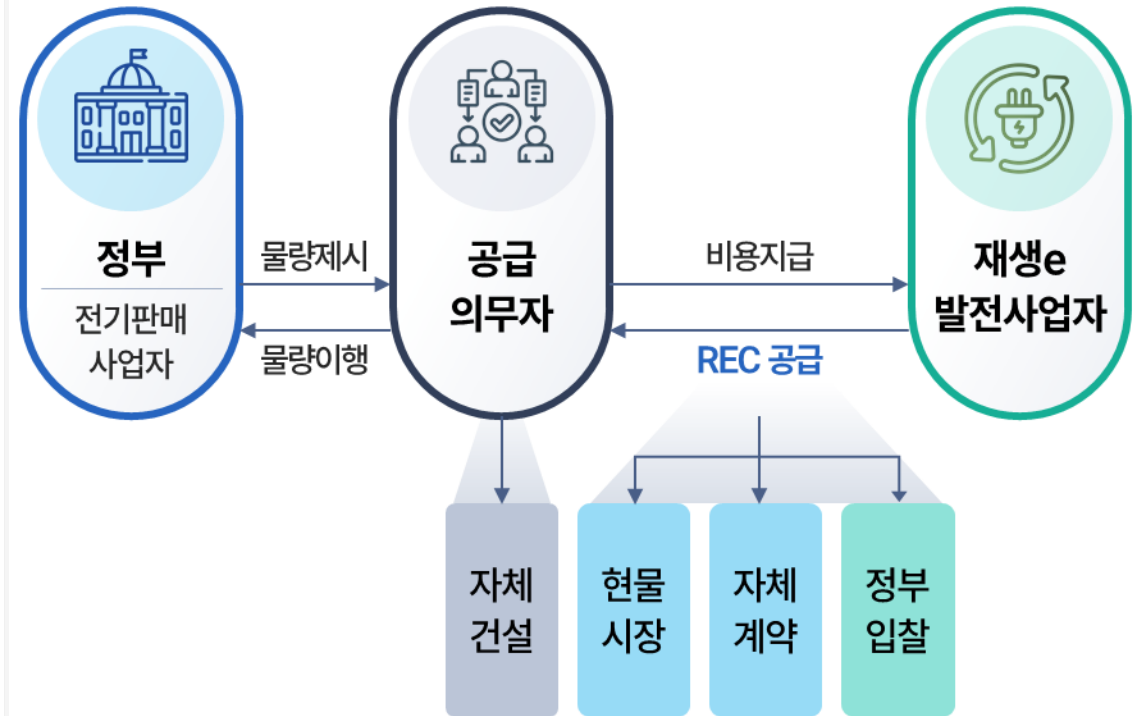 정부
전기판매
사업자
물량제시
물량이행
공급
의무자
비용지급
REC 공급
재생e
발전사업자
자체
건설
현물
시장
자체
계약
정부
입찰